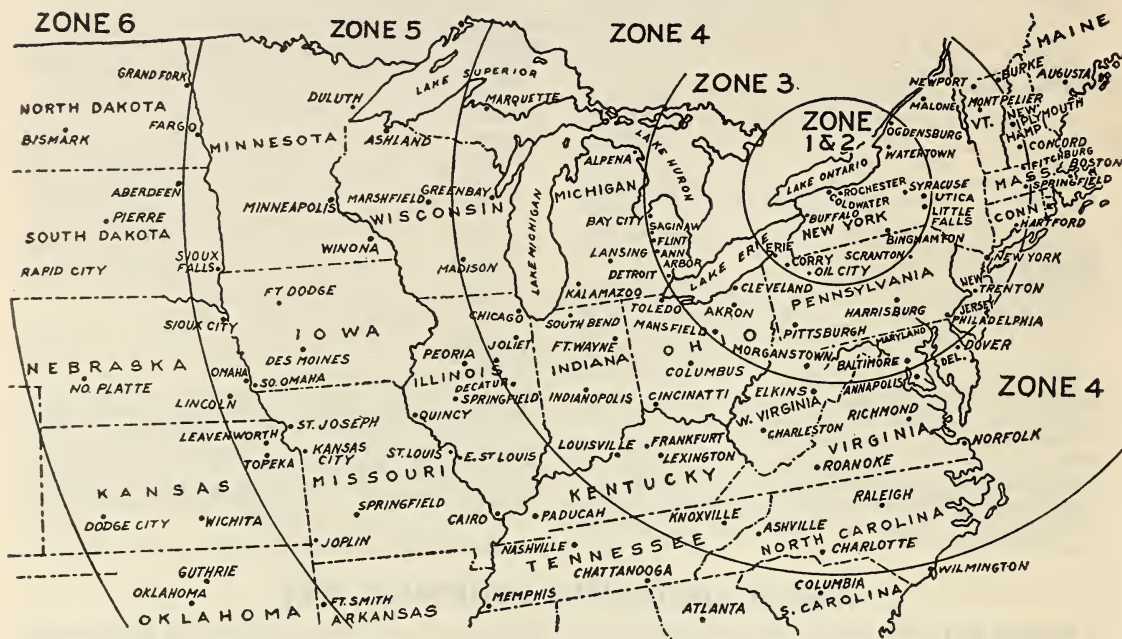 ZONE 6
ZONE 5
ZONE 4
ZONE 3
ZONE
1 & 2
ZONE 4
MAINE
GRAND FORK
NORTH DAKOTA
BISMARK
FARGO
MINNESOTA
DULUTH
LAKE SUPERIOR
MARQUETTE
ASHLAND
ABERDEEN
PIERRE
SOUTH DAKOTA
RAPID CITY
SIOUX
FALLS
MINNEAPOLIS
WINONA
MARSHFIELD
GREENBAY
WISCONSIN
MADISON
LAKE MICHIGAN
ALPENA
MICHIGAN
LAKE HURON
BAY CITY
SAGINAW
FLINT
LANSING
ANN
ARBOR
DETROIT
KALAMAZOO
LAKE ERIE
ERIE
LAKE ONTARIO
NEWPORT
BURKE
AUGUSTA
MALONE
MONTPELIER
VT.
NEW
HAMP.
PLYMOUTH
OGDENSBURG
WATERTOWN
CONCORD
FITCHBURG
BOSTON
MASS.
SPRINGFIELD
ROCHESTER
COLDWATER
SYRACUSE
UTICA
LITTLE
FALLS
BUFFALO
NEW YORK
CONN.
HARTFORD
BINGHAMTON
CORRY
SCRANTON
OIL CITY
NEW YORK
CLEVELAND
PENNSYLVANIA
NEW
JERSEY
TRENTON
TOLEDO
AKRON
HARRISBURG
PHILADELPHIA
MANSFIELD
OHIO
PITTSBURGH
MARYLAND
DOVER
MORGANSTOWN
BALTIMORE
DEL.
COLUMBUS
ELKINS
ANNAPOLIS
CINCINATTI
W. VIRGINIA
RICHMOND
CHARLESTON
VIRGINIA
NORFOLK
ROANOKE
FT DODGE
SIOUX CITY
IOWA
CHICAGO
SOUTH BEND
JOLIET
FT. WAYNE
NEBRASKA
NO. PLATTE
DES MOINES
PEORIA
INDIANA
OMAHA
SO. OMAHA
ILLINOIS
DECATUR
SPRINGFIELD
INDIANOPOLIS
LINCOLN
QUINCY
ST. JOSEPH
LEAVENWORTH
KANSAS
CITY
TOPEKA
ST. LOUIS
E. ST LOUIS
LOUISVILLE
FRANKFURT
LEXINGTON
MISSOURI
KENTUCKY
KANSAS
SPRINGFIELD
DODGE CITY
WICHITA
CAIRO
PADUCAH
KNOXVILLE
RALEIGH
ASHVILLE
NORTH CAROLINA
JOPLIN
NASHVILLE
TENNESSEE
CHARLOTTE
GUTHRIE
CHATTANOOGA
WILMINGTON
OKLAHOMA
OKLAHOMA
FT. SMITH
ARKANSAS
MEMPHIS
COLUMBIA
S. CAROLINA
ATLANTA